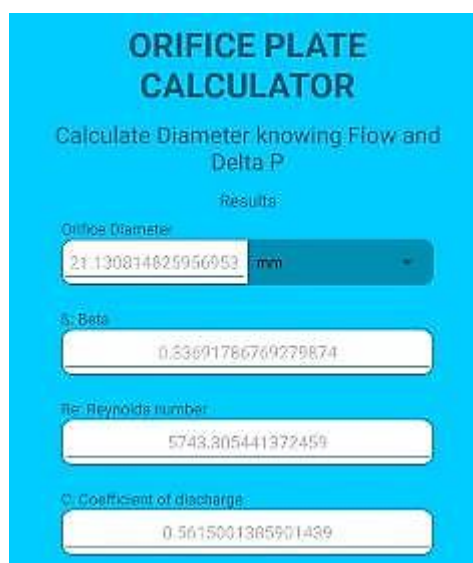 ORIFICE PLATE
CALCULATOR
Calculate Diameter knowing Flow and
Delta P
Results
Orifice Diameter
21.130814825956953 mm
ß: Beta
0.33691786769279874
Re: Reynolds number
5743.305441372459
C: Coefficient of discharge
0.5615001385901439